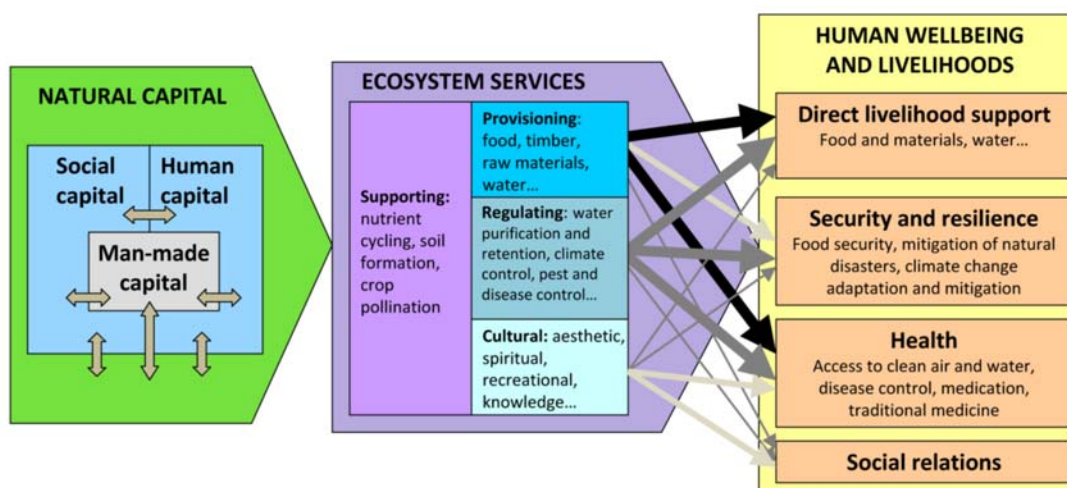 NATURAL CAPITAL
Social
capital
Human
capital
Man-made
capital
ECOSYSTEM SERVICES
Supporting:
nutrient
cycling, soil
formation,
crop
pollination
Provisioning:
food, timber,
raw materials,
water…
Regulating: water
purification and
retention, climate
control, pest and
disease control…
Cultural: aesthetic,
spiritual,
recreational,
knowledge…
HUMAN WELLBEING
AND LIVELIHOODS
Direct livelihood support
Food and materials, water…
Security and resilience
Food security, mitigation of natural
disasters, climate change
adaptation and mitigation
Health
Access to clean air and water,
disease control, medication,
traditional medicine
Social relations